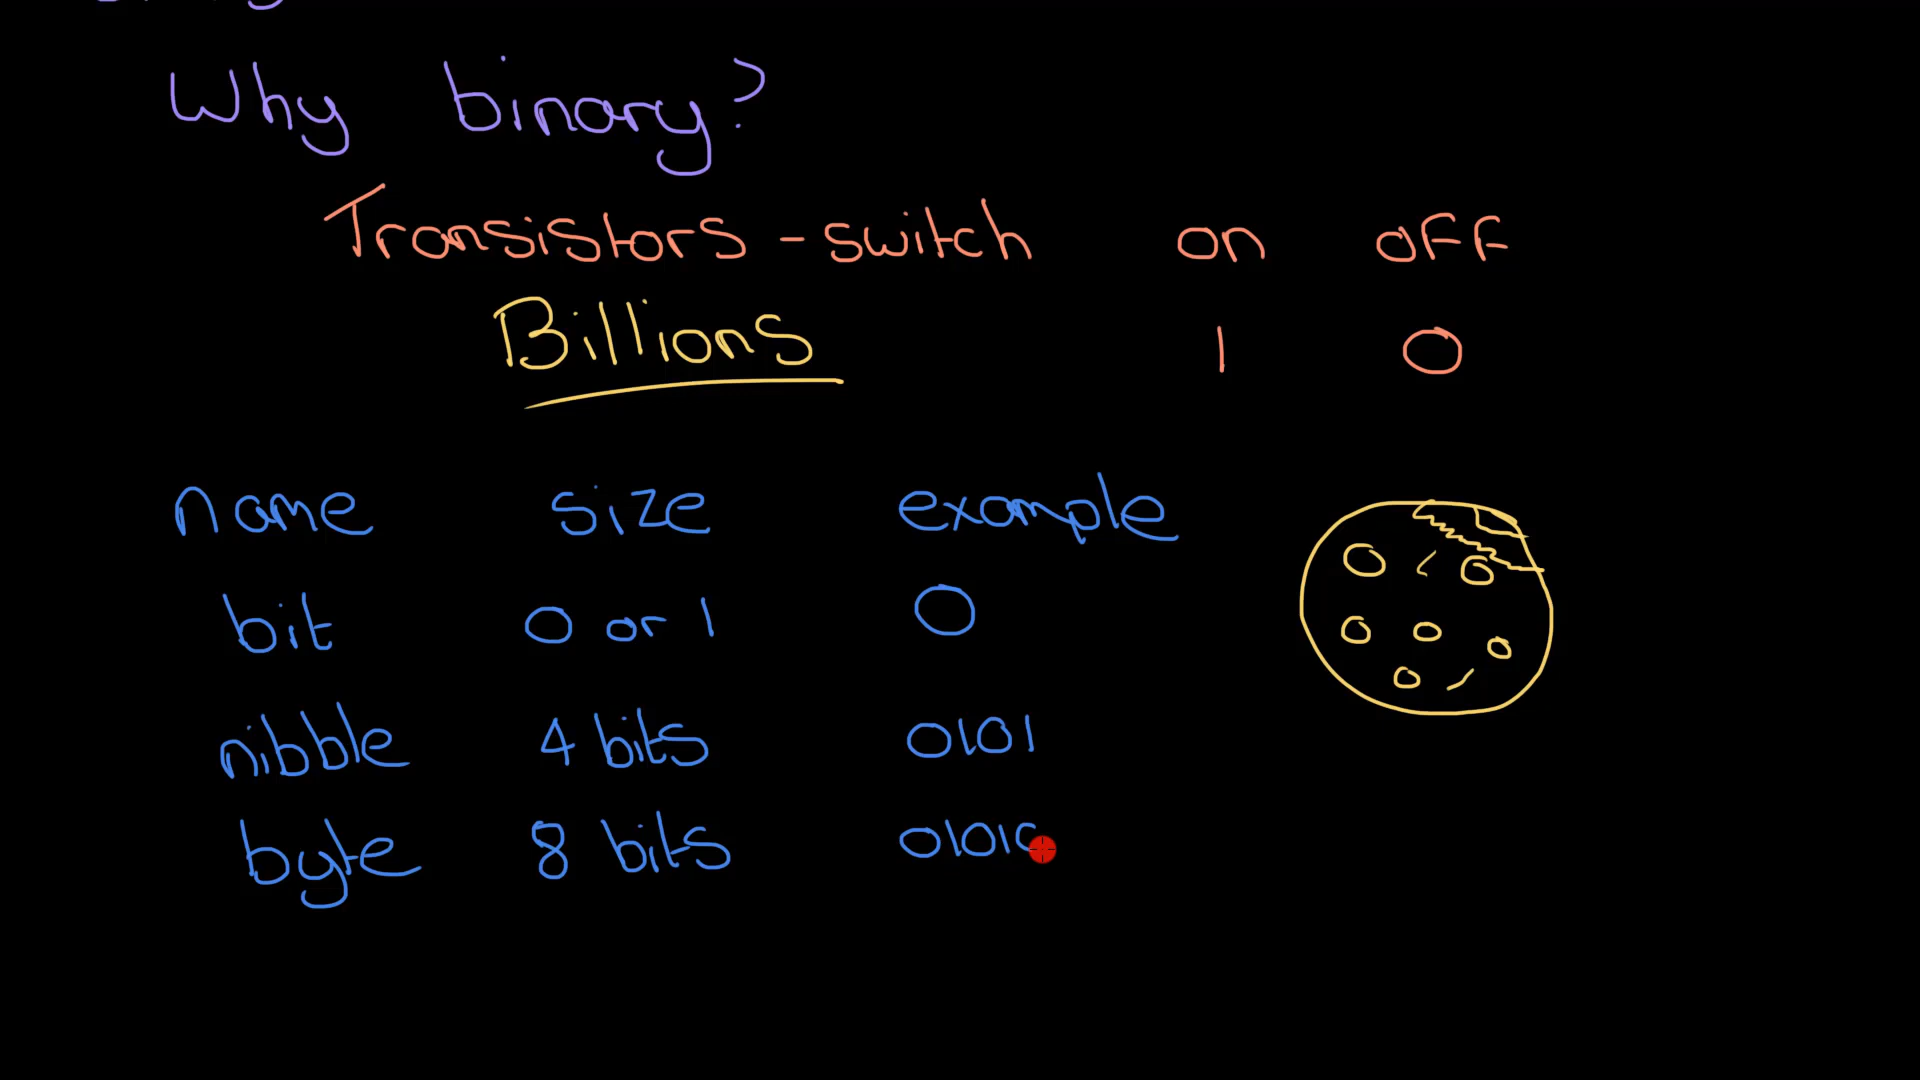 Why binary?
Transistors - switch on off
Billions 1 0
name size example
bit 0 or 1 0
nibble 4 bits 0101
byte 8 bits 0101